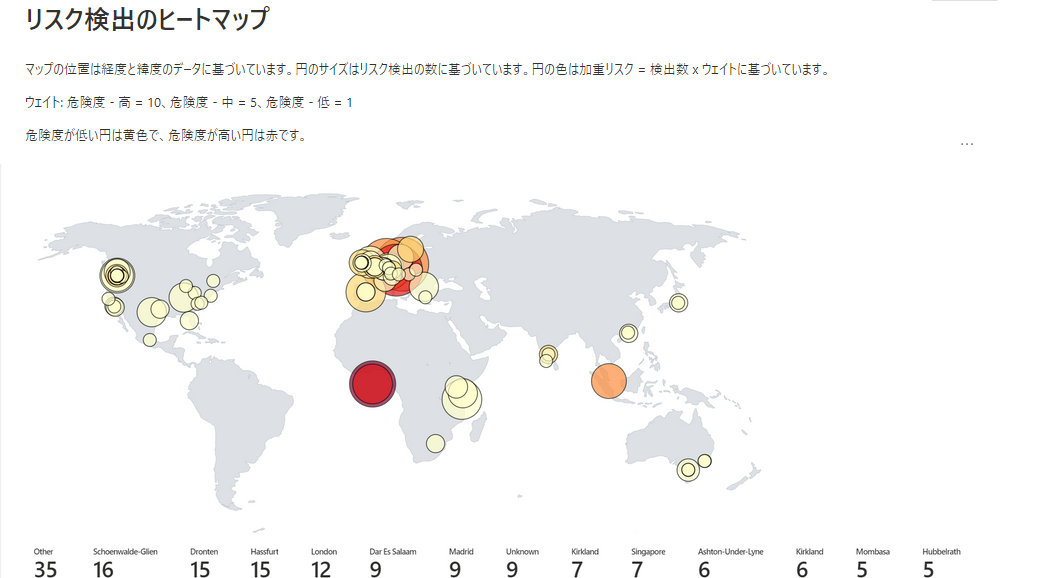 リスク検出のヒートマップ
マップの位置は経度と緯度のデータに基づいています。円のサイズはリスク検出の数に基づいています。円の色は加重リスク = 検出数 x ウェイトに基づいています。
ウェイト: 危険度 - 高 = 10、危険度 - 中 = 5、危険度 - 低 = 1
危険度が低い円は黄色で、危険度が高い円は赤です。
...
Other Schoenwalde-Glien Dronten Hassfurt London Dar Es Salaam Madrid Unknown Kirkland Singapore Ashton-Under-Lyne Kirkland Mombasa Hubbelrath
35 16 15 15 12 9 9 9 7 7 6 6 5 5